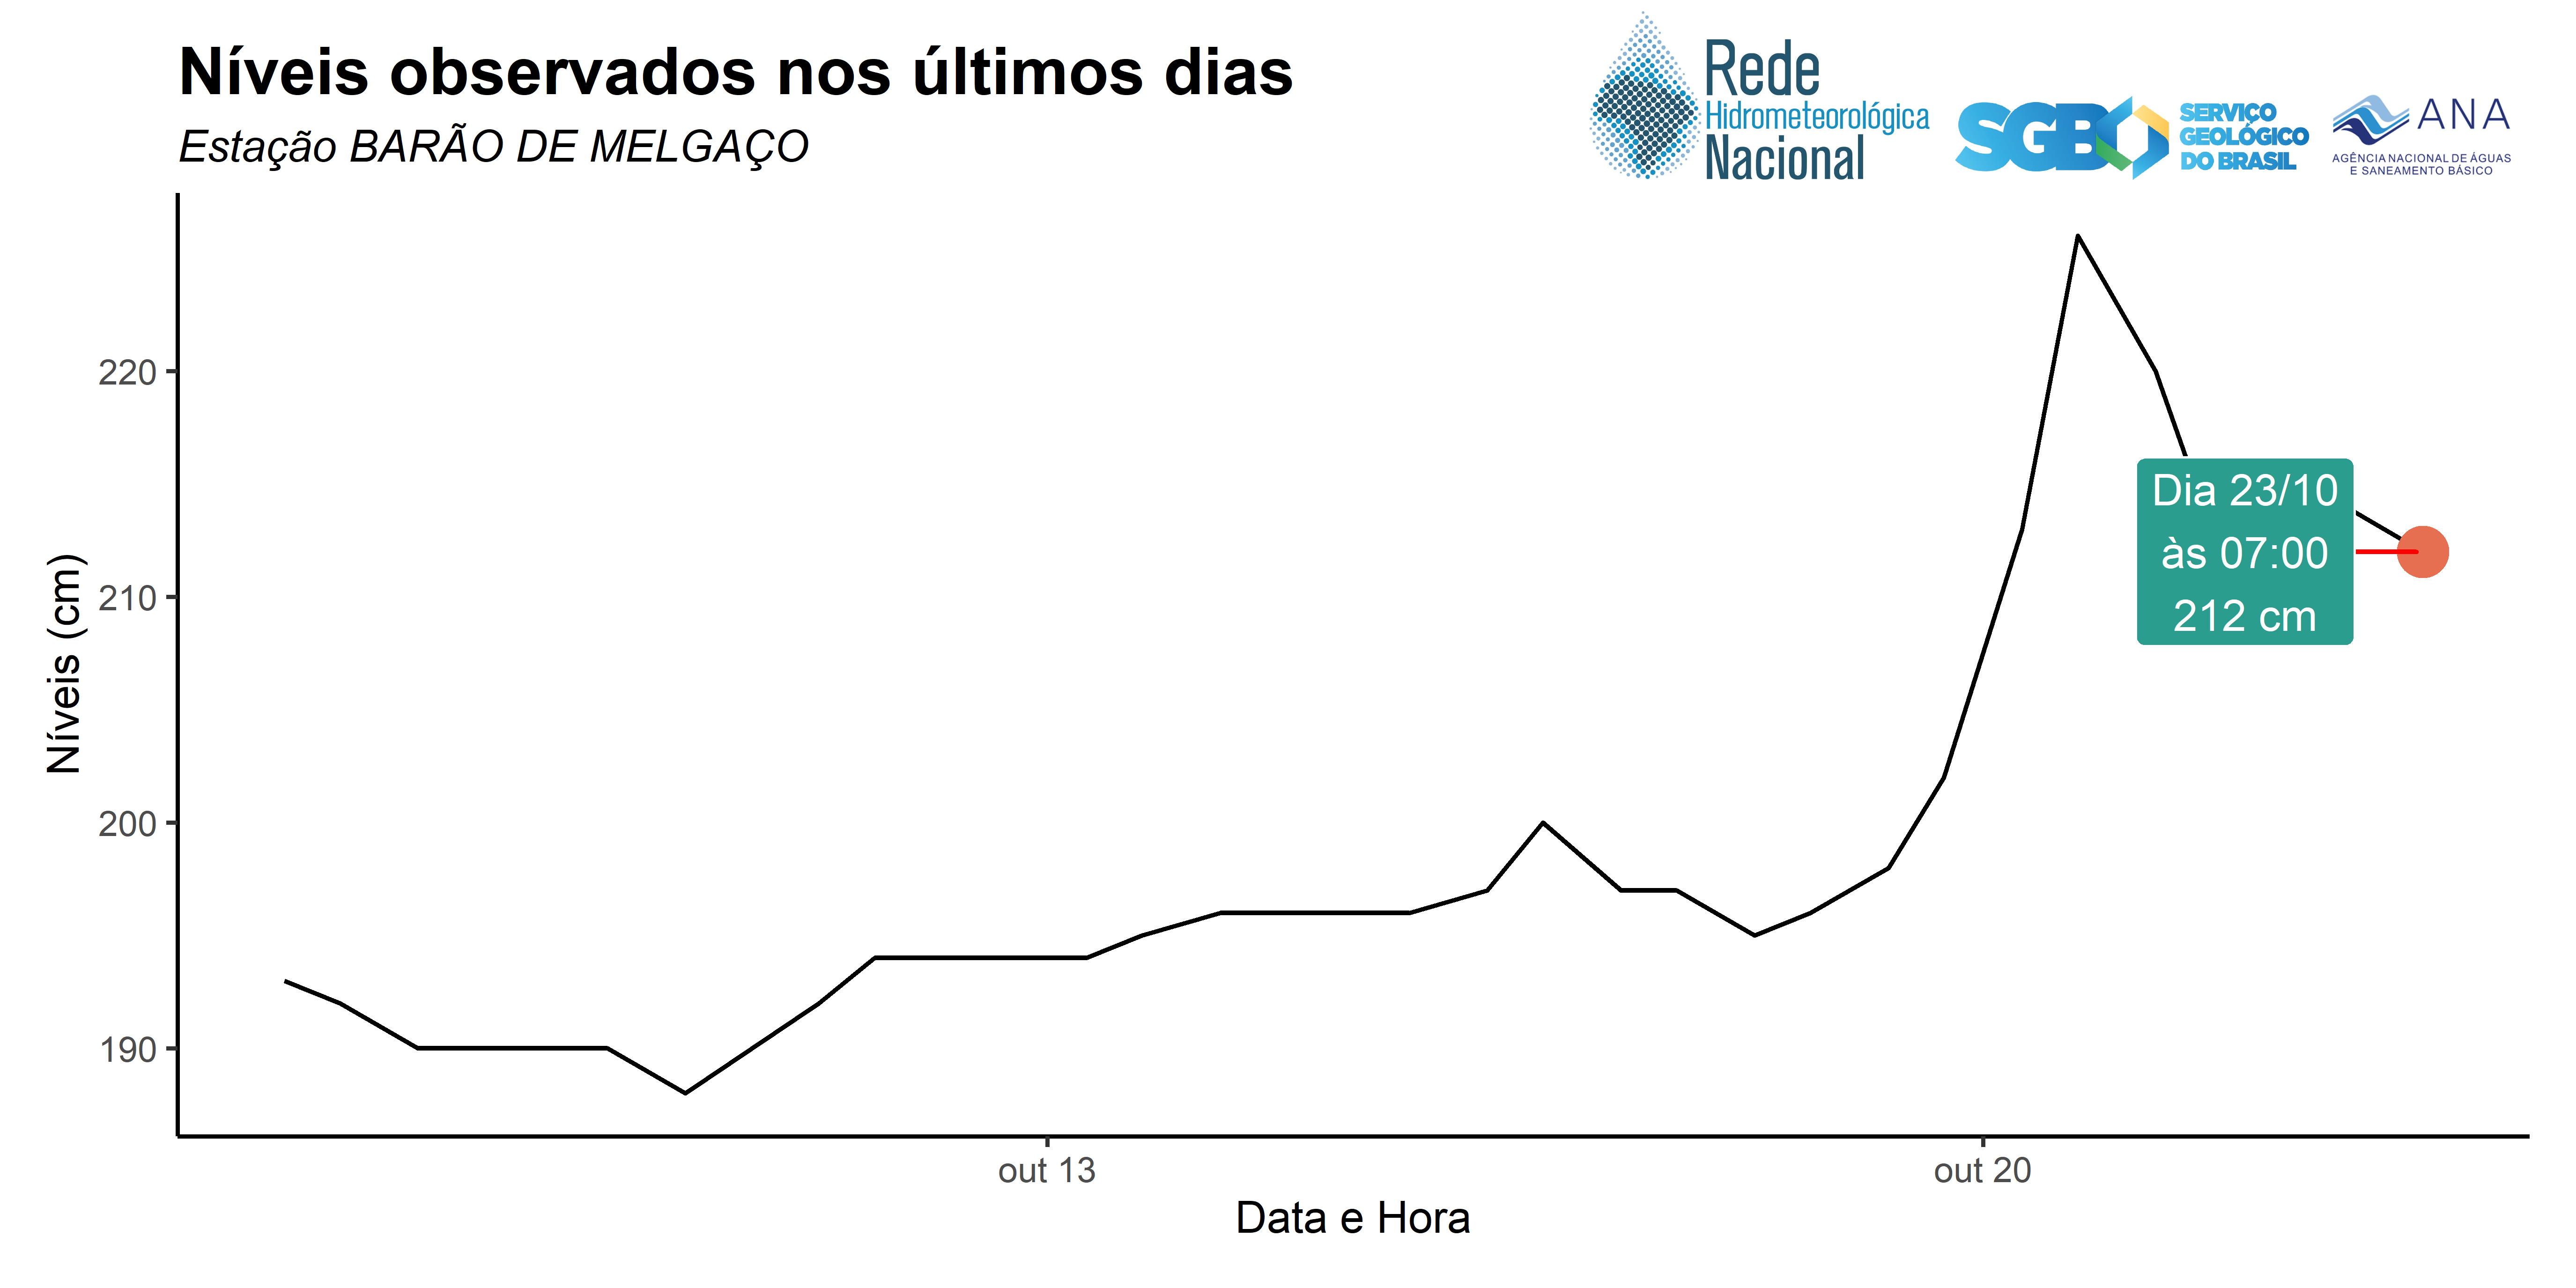 Níveis observados nos últimos dias
Estação BARÃO DE MELGAÇO
Rede
Hidrometeorológica
Nacional
SGB
SERVIÇO
GEOLÓGICO
DO BRASIL
ANA
AGÊNCIA NACIONAL DE ÁGUAS
E SANEAMENTO BÁSICO
Níveis (cm)
220
210
200
190
Dia 23/10
às 07:00
212 cm
out 13
out 20
Data e Hora